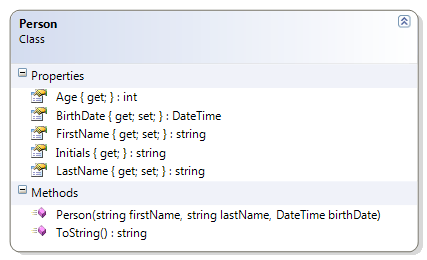 Person
Class
Properties
Age { get; } : int
BirthDate { get; set; } : DateTime
FirstName { get; set; } : string
Initials { get; } : string
LastName { get; set; } : string
Methods
Person(string firstName, string lastName, DateTime birthDate)
ToString() : string